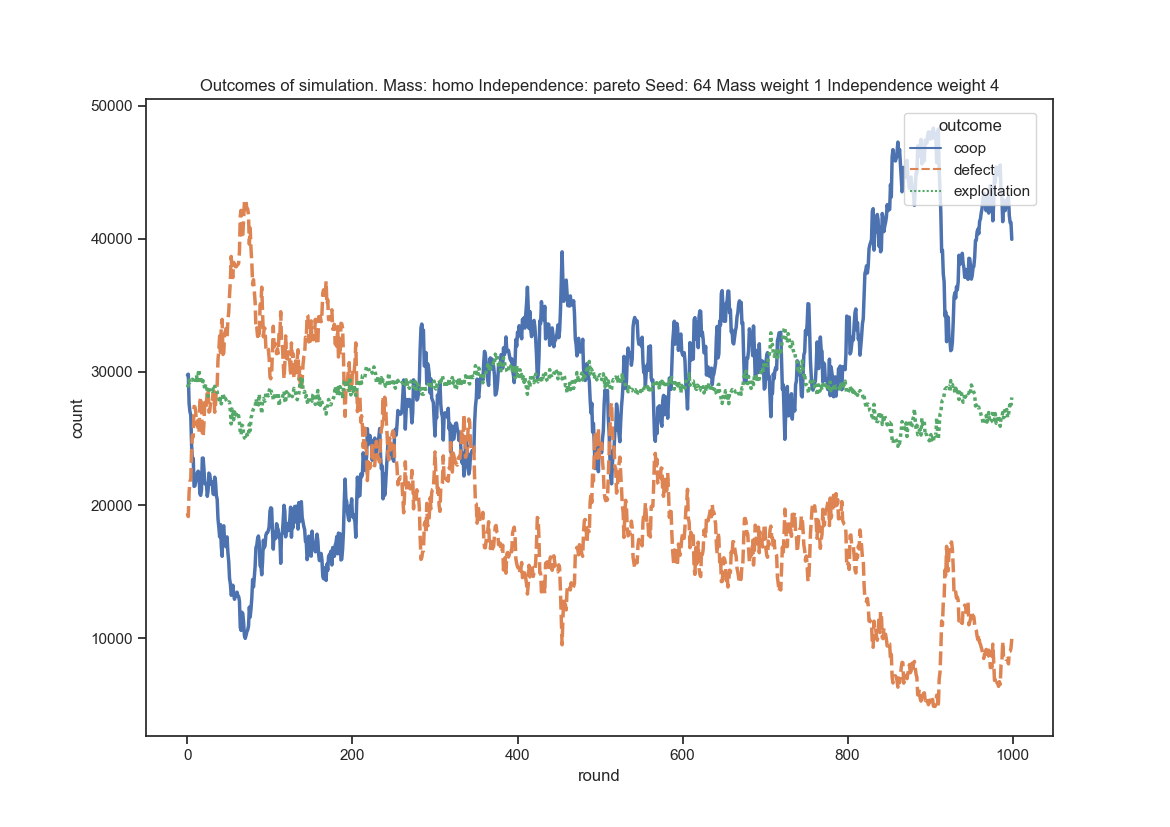 Outcomes of simulation. Mass: homo Independence: pareto Seed: 64 Mass weight 1 Independence weight 4
50000
40000
30000
20000
10000
count
outcome
coop
defect
exploitation
0
200
400
600
800
1000
round